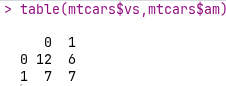 > table(mtcars$vs,mtcars$am)
0 1
0 12 6
1 7 7